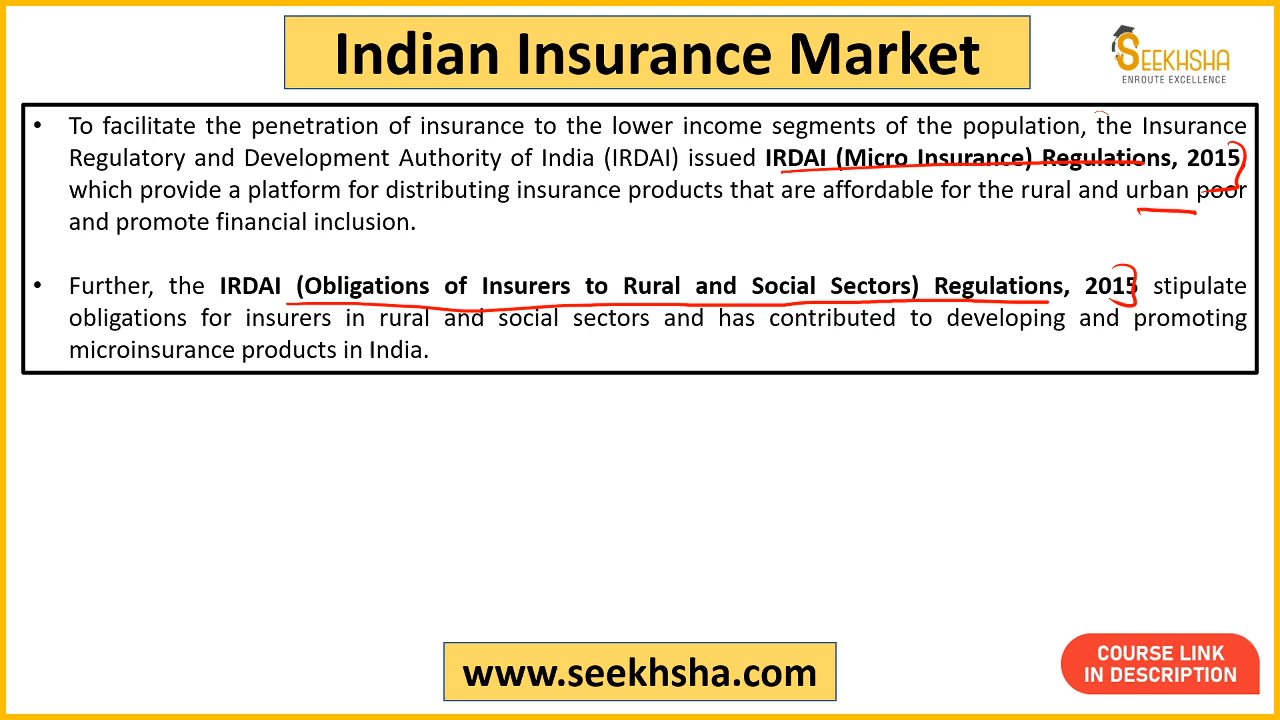 Indian Insurance Market
SEEKHSHA
ENROUTE EXCELLENCE
• To facilitate the penetration of insurance to the lower income segments of the population, the Insurance
Regulatory and Development Authority of India (IRDAI) issued IRDAI (Micro Insurance) Regulations, 2015
which provide a platform for distributing insurance products that are affordable for the rural and urban poor
and promote financial inclusion.
• Further, the IRDAI (Obligations of Insurers to Rural and Social Sectors) Regulations, 2015 stipulate
obligations for insurers in rural and social sectors and has contributed to developing and promoting
microinsurance products in India.
www.seekhsha.com
COURSE LINK
IN DESCRIPTION